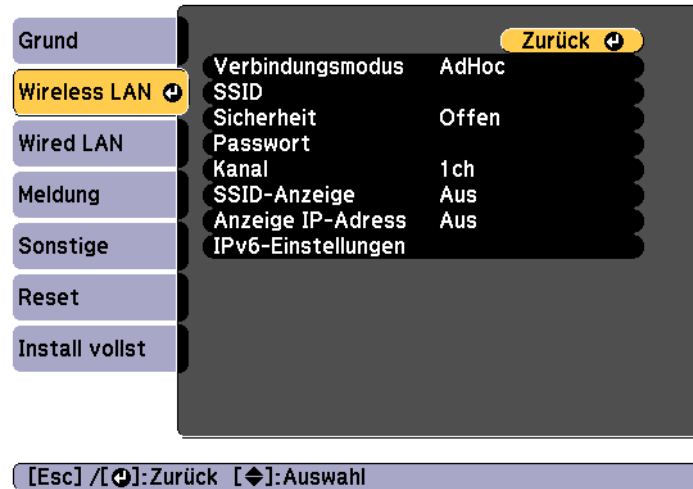 Grund
Wireless LAN
Wired LAN
Meldung
Sonstige
Reset
Install vollst
Zurück
Verbindungsmodus AdHoc
SSID
Sicherheit Offen
Passwort
Kanal 1ch
SSID-Anzeige Aus
Anzeige IP-Adress Aus
IPv6-Einstellungen
[Esc] /[⏎]:Zurück [◆]:Auswahl